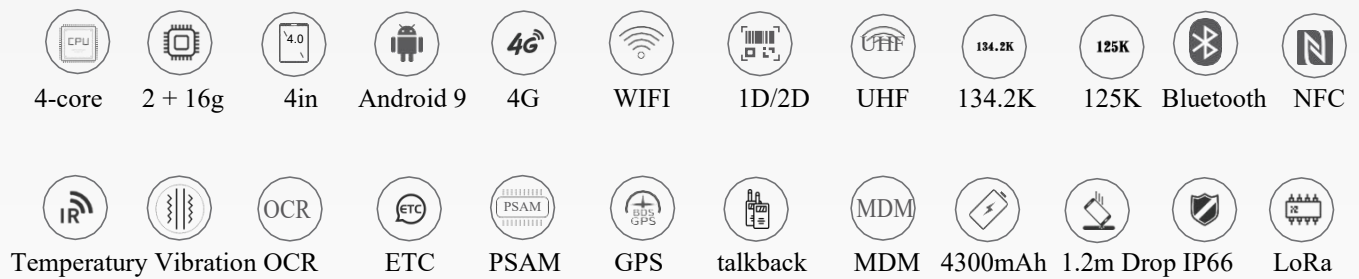 CPU 4.0 4G UHF 134.2K 125K
4-core 2 + 16g 4in Android 9 4G WIFI 1D/2D UHF 134.2K 125K Bluetooth NFC
IR OCR ETC PSAM BDS GPS MDM
Temperatury Vibration OCR ETC PSAM GPS talkback MDM 4300mAh 1.2m Drop IP66 LoRa